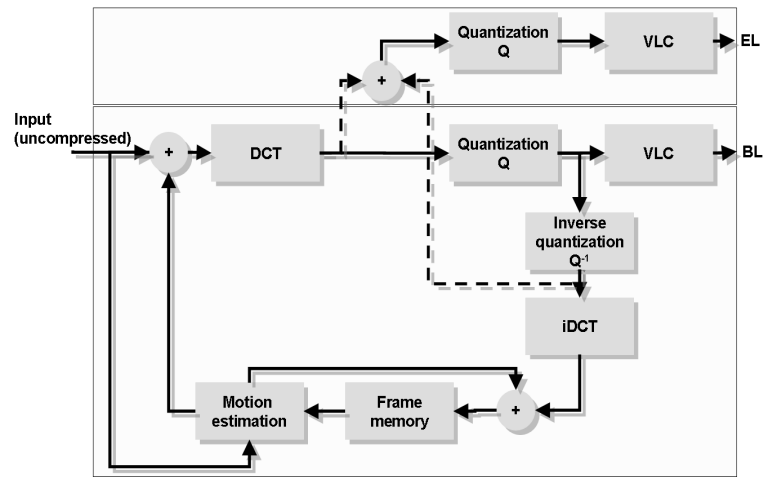 Quantization
Q
VLC
EL
+
Input
(uncompressed)
+
DCT
Quantization
Q
VLC
BL
Inverse
quantization
Q-1
iDCT
Motion
estimation
Frame
memory
+